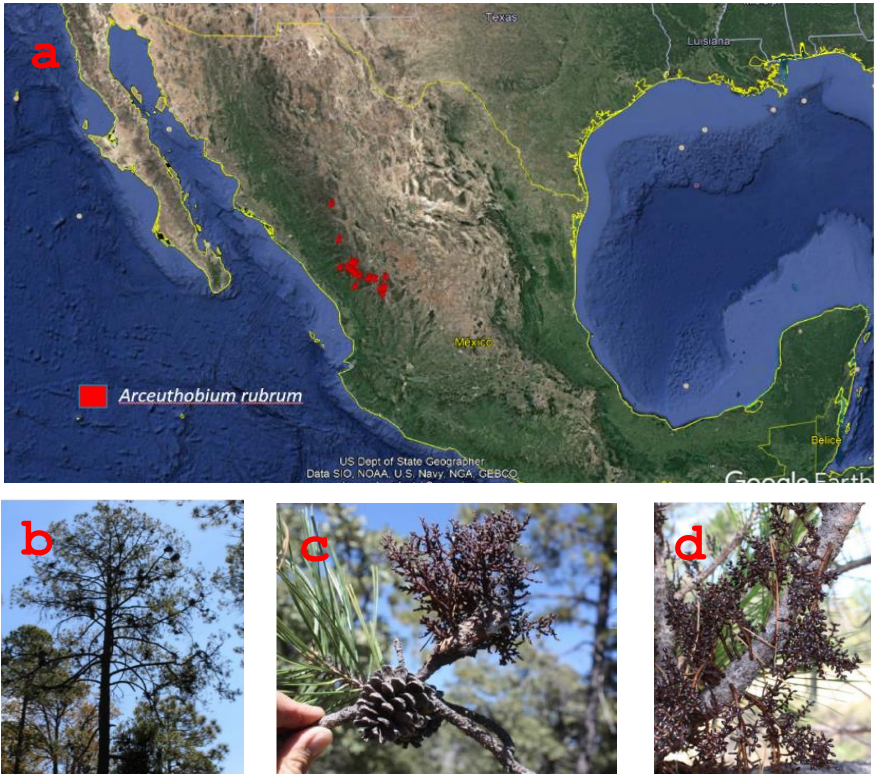 a
Texas
Luisiana
México
Arceuthobium rubrum
Belice
US Dept of State Geographer
Data SIO, NOAA, U.S. Navy, NGA, GEBCO
Google Earth
b
c
d